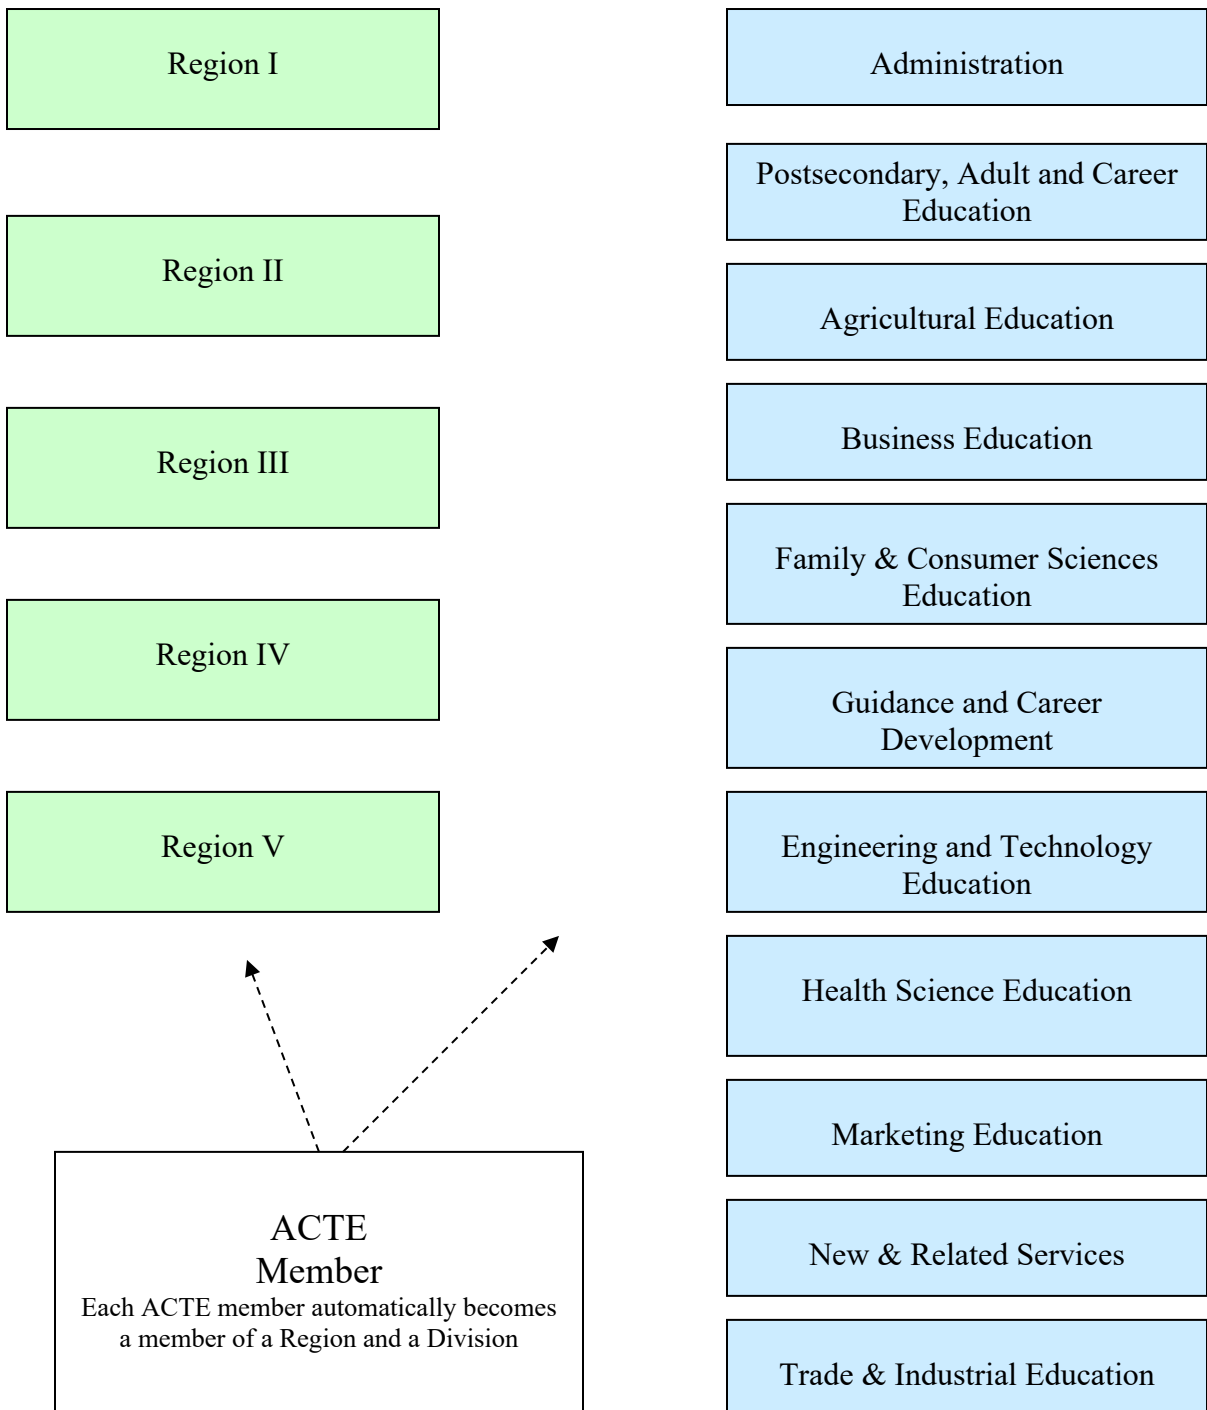 Region I
Region II
Region III
Region IV
Region V
ACTE
Member
Each ACTE member automatically becomes
a member of a Region and a Division
Administration
Postsecondary, Adult and Career
Education
Agricultural Education
Business Education
Family & Consumer Sciences
Education
Guidance and Career
Development
Engineering and Technology
Education
Health Science Education
Marketing Education
New & Related Services
Trade & Industrial Education